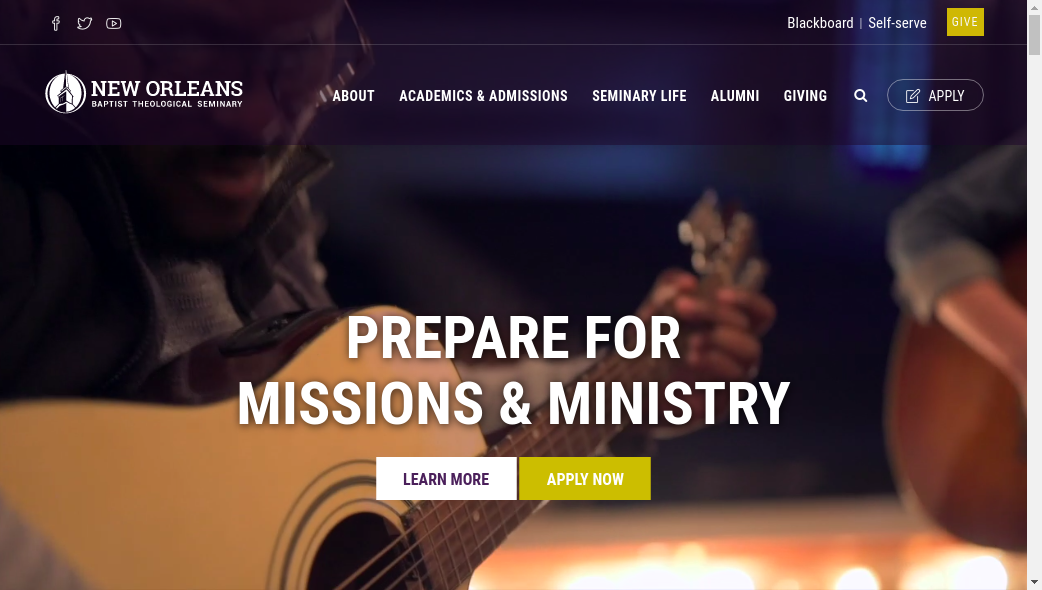 Blackboard | Self-serve GIVE
NEW ORLEANS
BAPTIST THEOLOGICAL SEMINARY
ABOUT ACADEMICS & ADMISSIONS SEMINARY LIFE ALUMNI GIVING APPLY
PREPARE FOR
MISSIONS & MINISTRY
LEARN MORE APPLY NOW